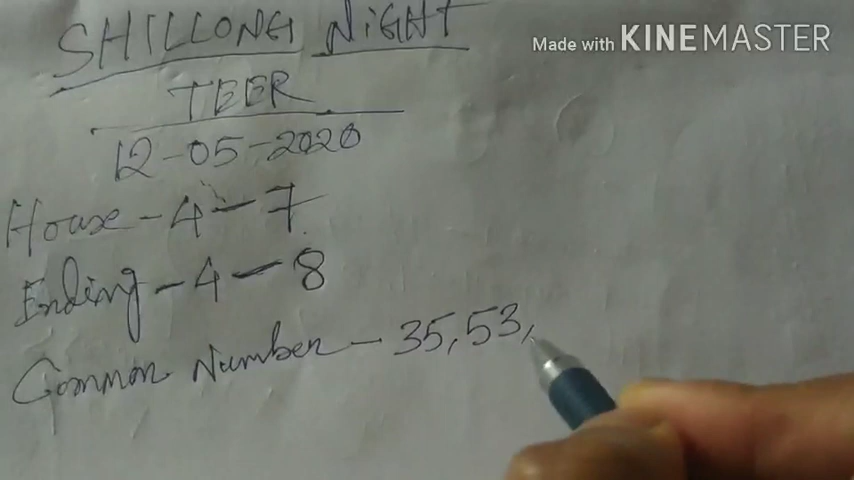 SHILLONG NIGHT
Made with KINEMASTER
TEER
12-05-2020
House - 4 - 7
Ending - 4 - 8
Common Number - 35, 53,